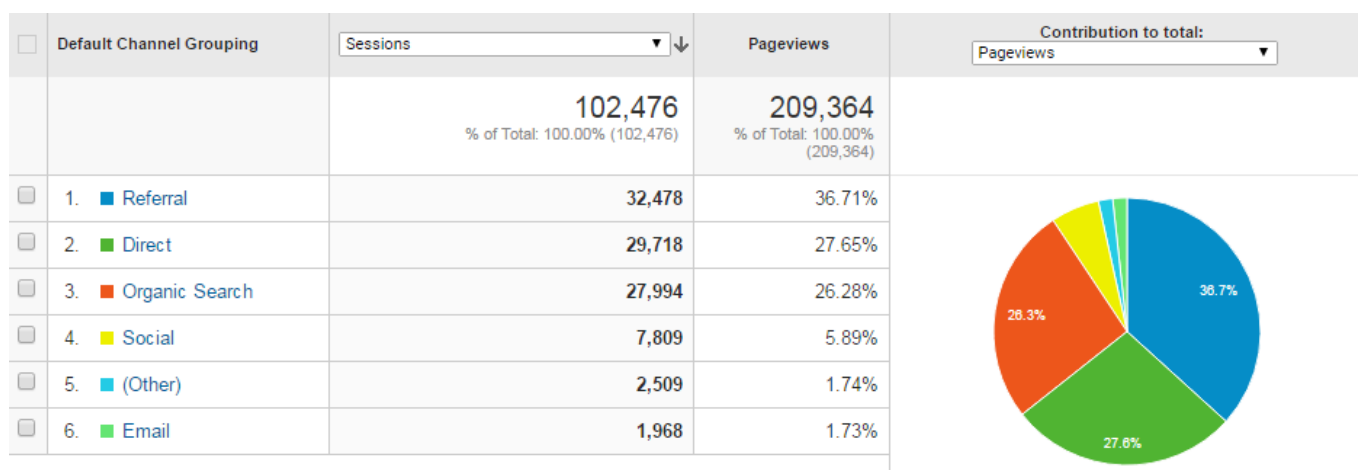 Default Channel Grouping
Sessions
Pageviews
Contribution to total:
Pageviews
102,476
% of Total: 100.00% (102,476)
209,364
% of Total: 100.00%
(209,364)
1. Referral 32,478 36.71%
2. Direct 29,718 27.65%
3. Organic Search 27,994 26.28%
4. Social 7,809 5.89%
5. (Other) 2,509 1.74%
6. Email 1,968 1.73%
36.7%
26.3%
27.6%